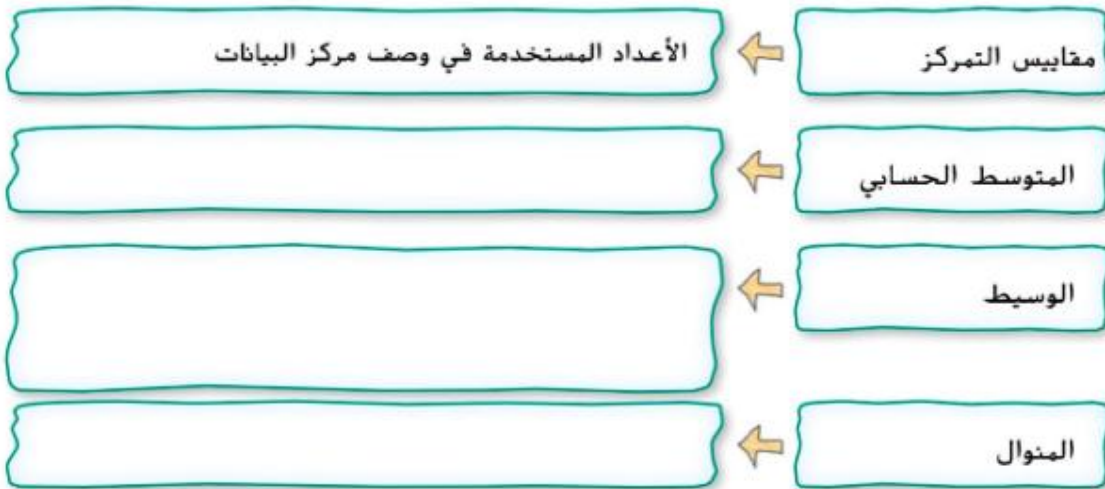 مقاييس التمركز
الأعداد المستخدمة في وصف مركز البيانات
المتوسط الحسابي
الوسيط
المنوال